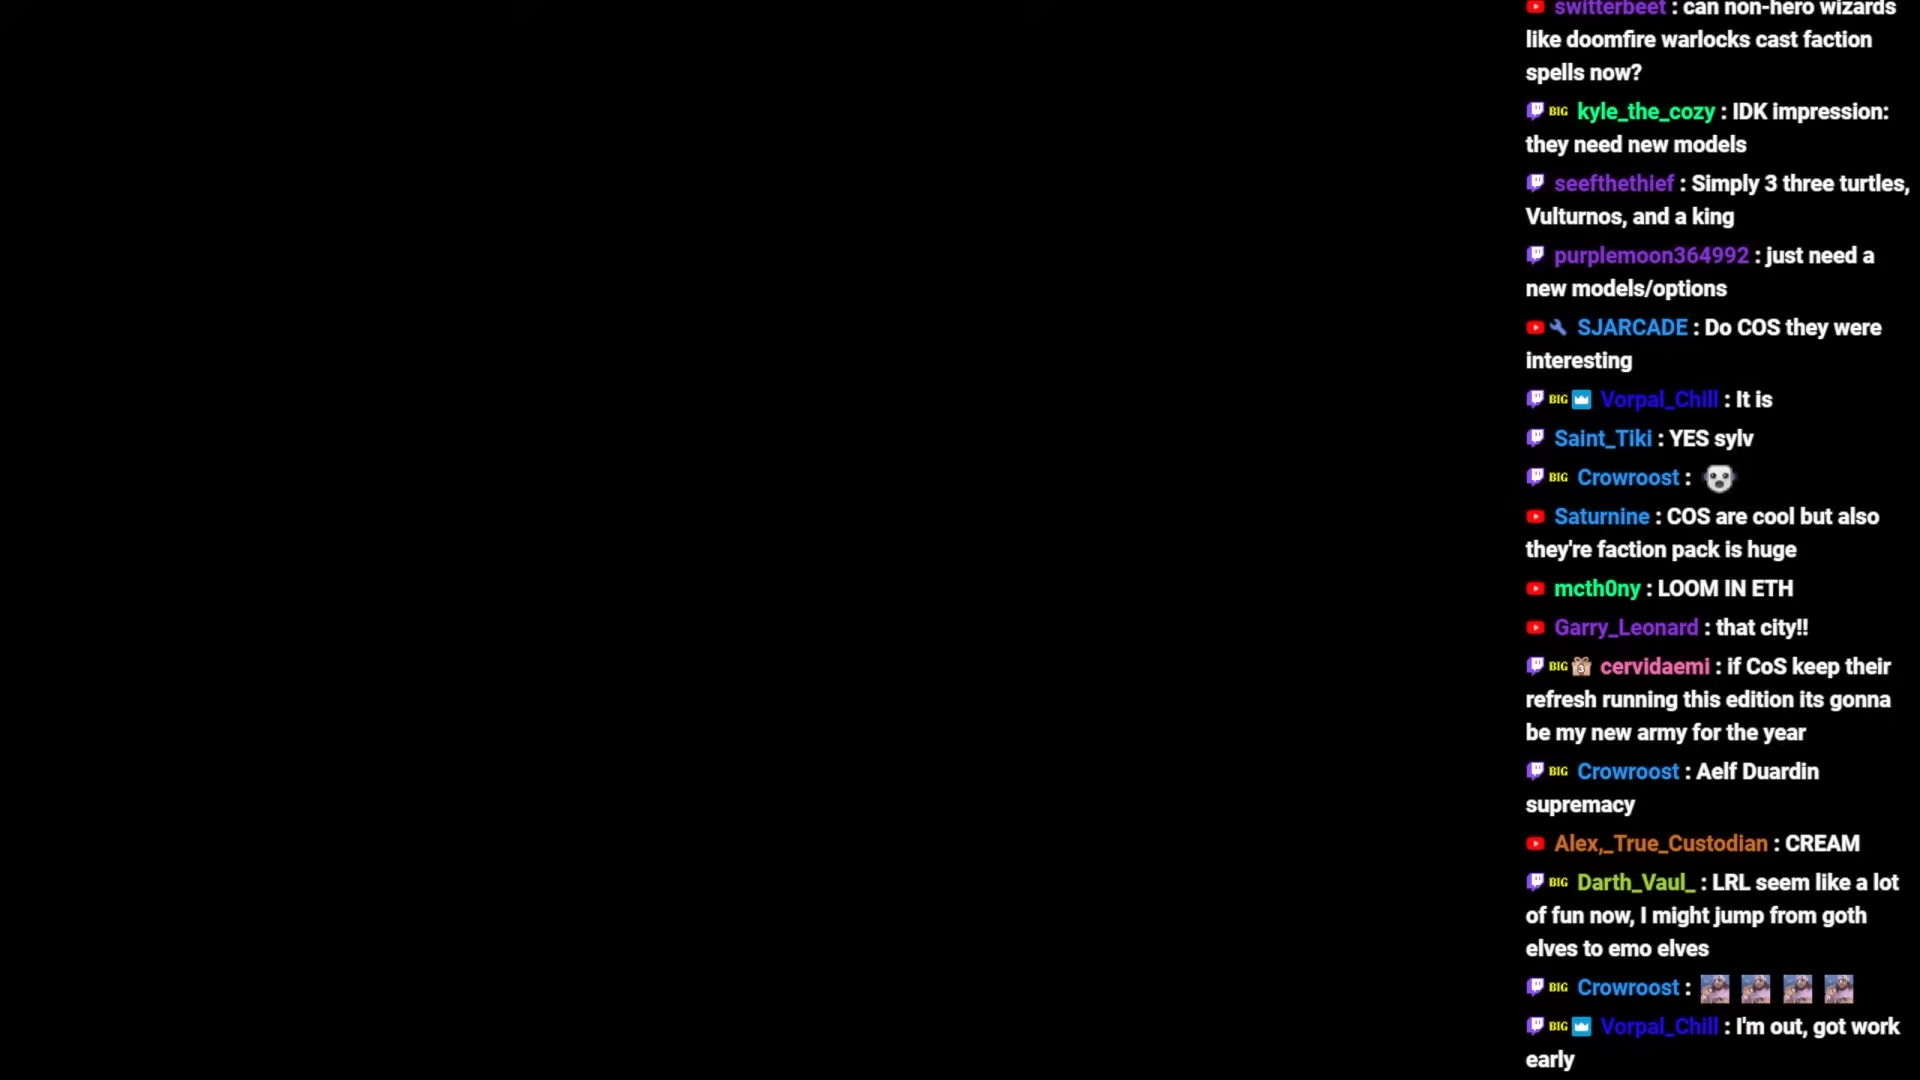 switterbeet : can non-hero wizards
like doomfire warlocks cast faction
spells now?
BIG kyle_the_cozy : IDK impression:
they need new models
seefthethief : Simply 3 three turtles,
Vulturnos, and a king
purplemoon364992 : just need a
new models/options
SJARCADE : Do COS they were
interesting
BIG Vorpal_Chill : It is
Saint_Tiki : YES sylv
BIG Crowroost :
Saturnine : COS are cool but also
they're faction pack is huge
mcth0ny : LOOM IN ETH
Garry_Leonard : that city!!
BIG 3 cervidaemi : if CoS keep their
refresh running this edition its gonna
be my new army for the year
BIG Crowroost : Aelf Duardin
supremacy
Alex,_True_Custodian : CREAM
BIG Darth_Vaul_ : LRL seem like a lot
of fun now, I might jump from goth
elves to emo elves
BIG Crowroost :
BIG Vorpal_Chill : I'm out, got work
early